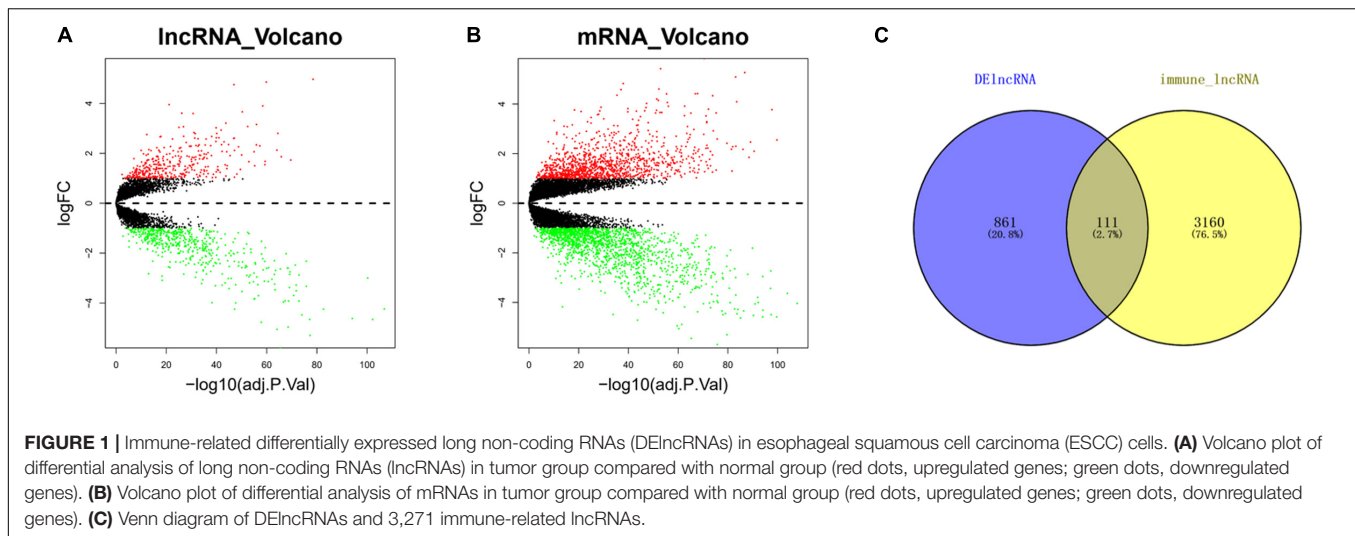 A
lncRNA_Volcano
logFC
4
2
0
-2
-4
0 20 40 60 80 100
−log10(adj.P.Val)
B
mRNA_Volcano
logFC
4
2
0
-2
-4
0 20 40 60 80 100
−log10(adj.P.Val)
C
DElncRNA
immune_lncRNA
861
(20.8%)
111
(2.7%)
3160
(76.5%)
FIGURE 1 | Immune-related differentially expressed long non-coding RNAs (DElncRNAs) in esophageal squamous cell carcinoma (ESCC) cells. (A) Volcano plot of
differential analysis of long non-coding RNAs (lncRNAs) in tumor group compared with normal group (red dots, upregulated genes; green dots, downregulated
genes). (B) Volcano plot of differential analysis of mRNAs in tumor group compared with normal group (red dots, upregulated genes; green dots, downregulated
genes). (C) Venn diagram of DElncRNAs and 3,271 immune-related lncRNAs.